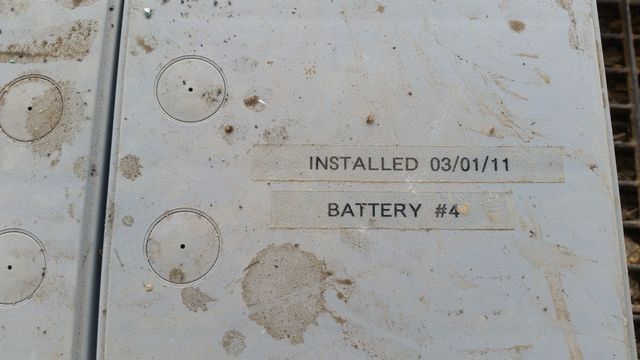 INSTALLED 03/01/11
BATTERY #4